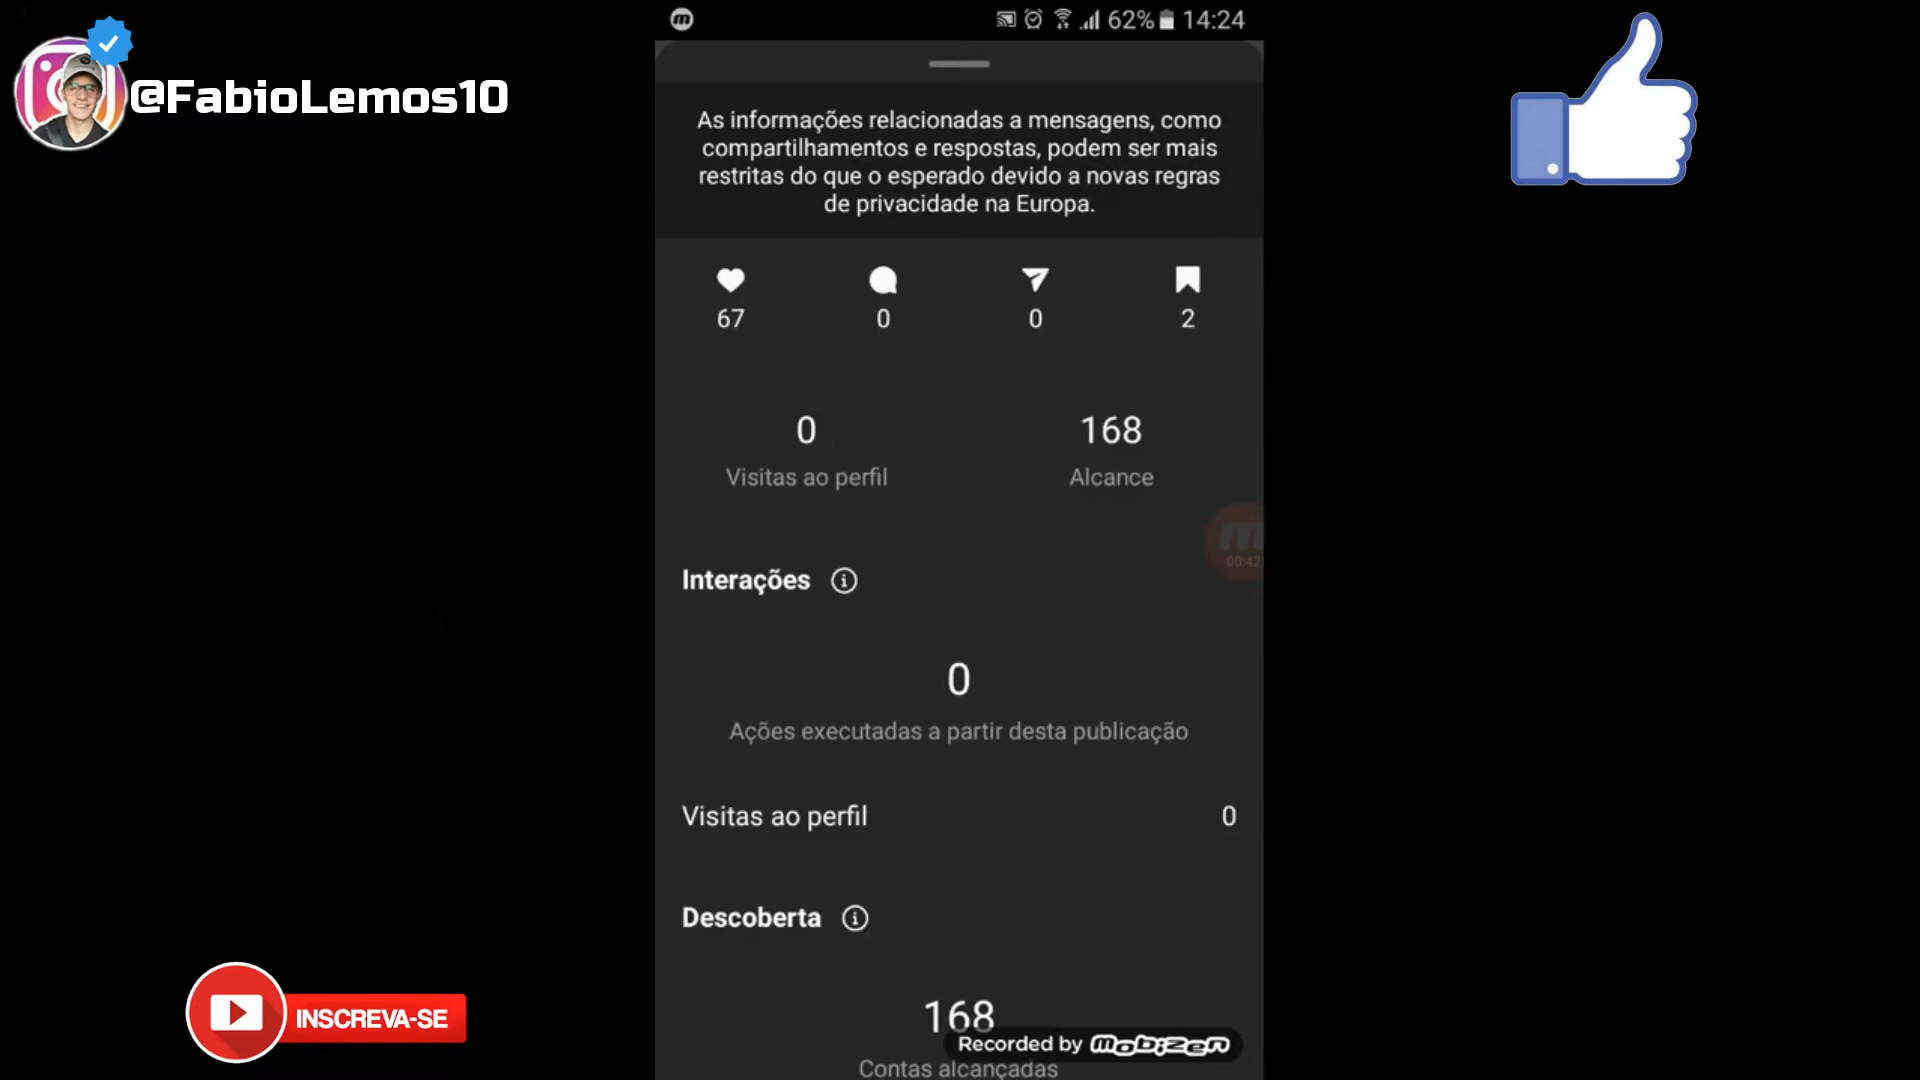 62% 14:24
@FabioLemos10
As informações relacionadas a mensagens, como
compartilhamentos e respostas, podem ser mais
restritas do que o esperado devido a novas regras
de privacidade na Europa.
67 0 0 2
0 168
Visitas ao perfil Alcance
00:42
Interações
0
Ações executadas a partir desta publicação
Visitas ao perfil 0
Descoberta
168
Recorded by mobizen
Contas alcançadas
INSCREVA-SE